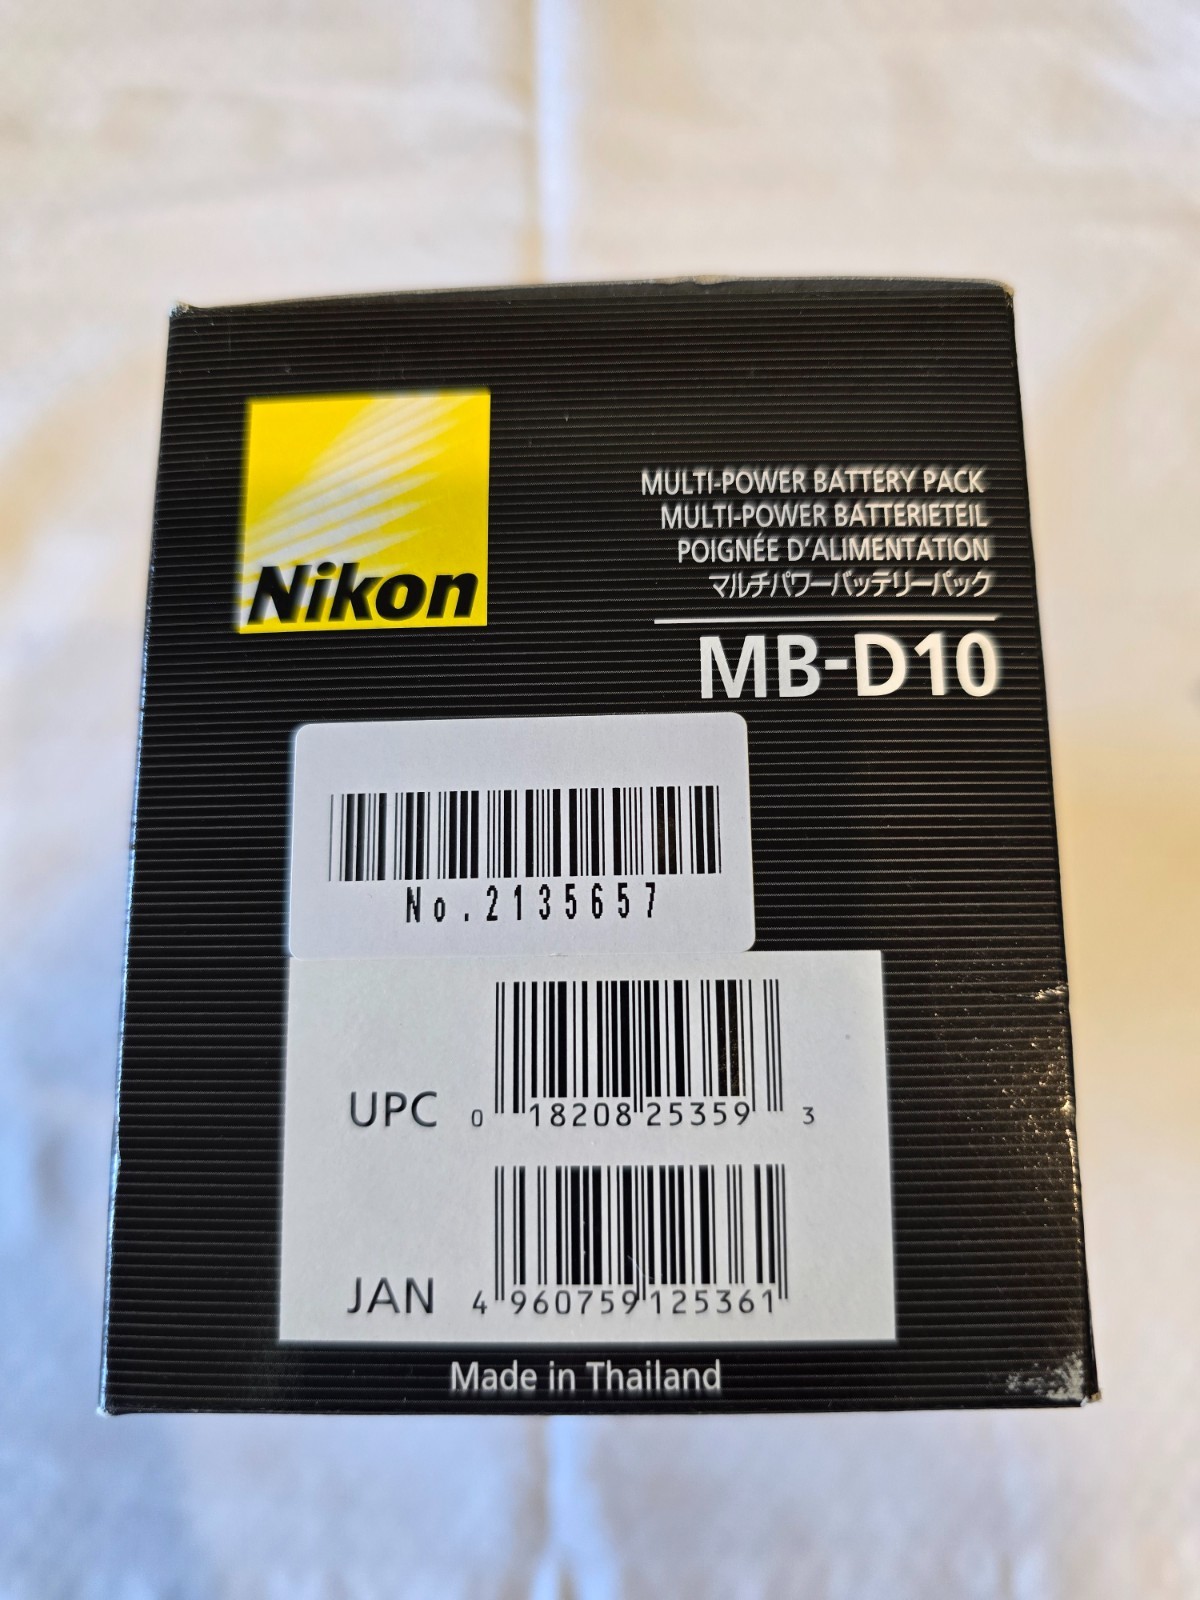 Nikon
MULTI-POWER BATTERY PACK
MULTI-POWER BATTERIETEIL
POIGNÉE D'ALIMENTATION
マルチパワーバッテリーパック
MB-D10
No.2135657
UPC 0 18208 25359 3
JAN 4 960759 125361
Made in Thailand